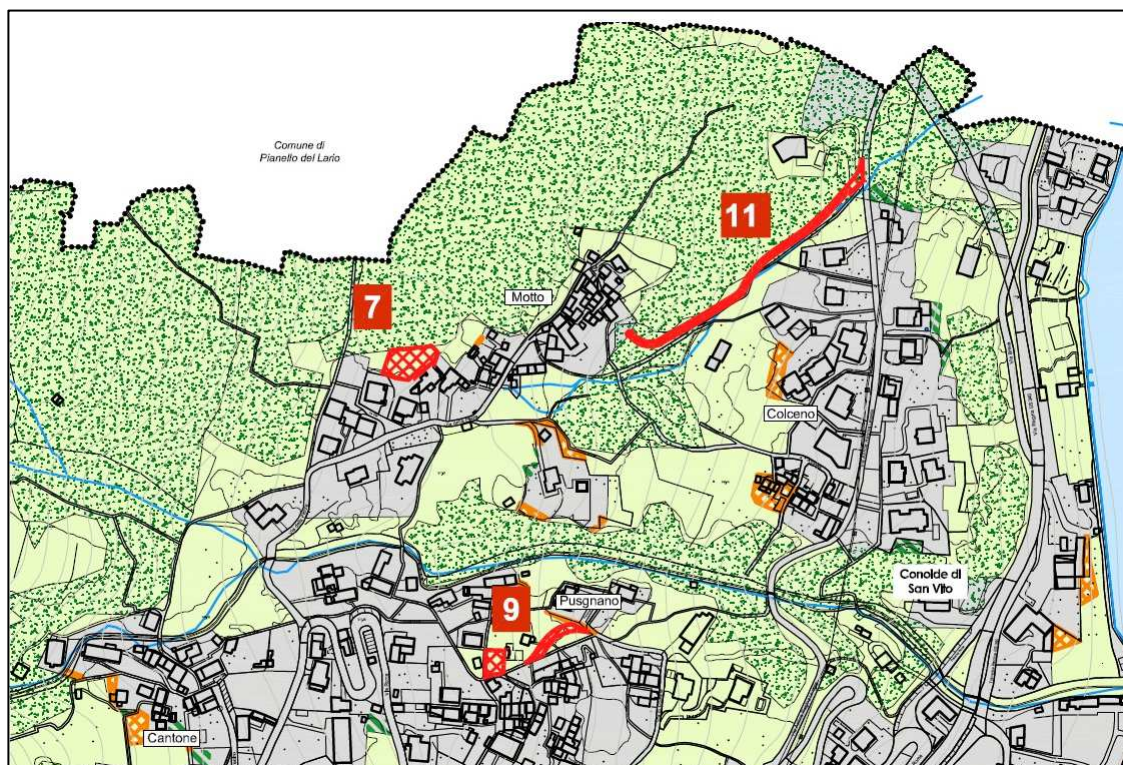 Comune di
Pianello del Lario
11
7
Motto
Colceno
Conoide di
San Vito
9
Pusgnano
Cantone